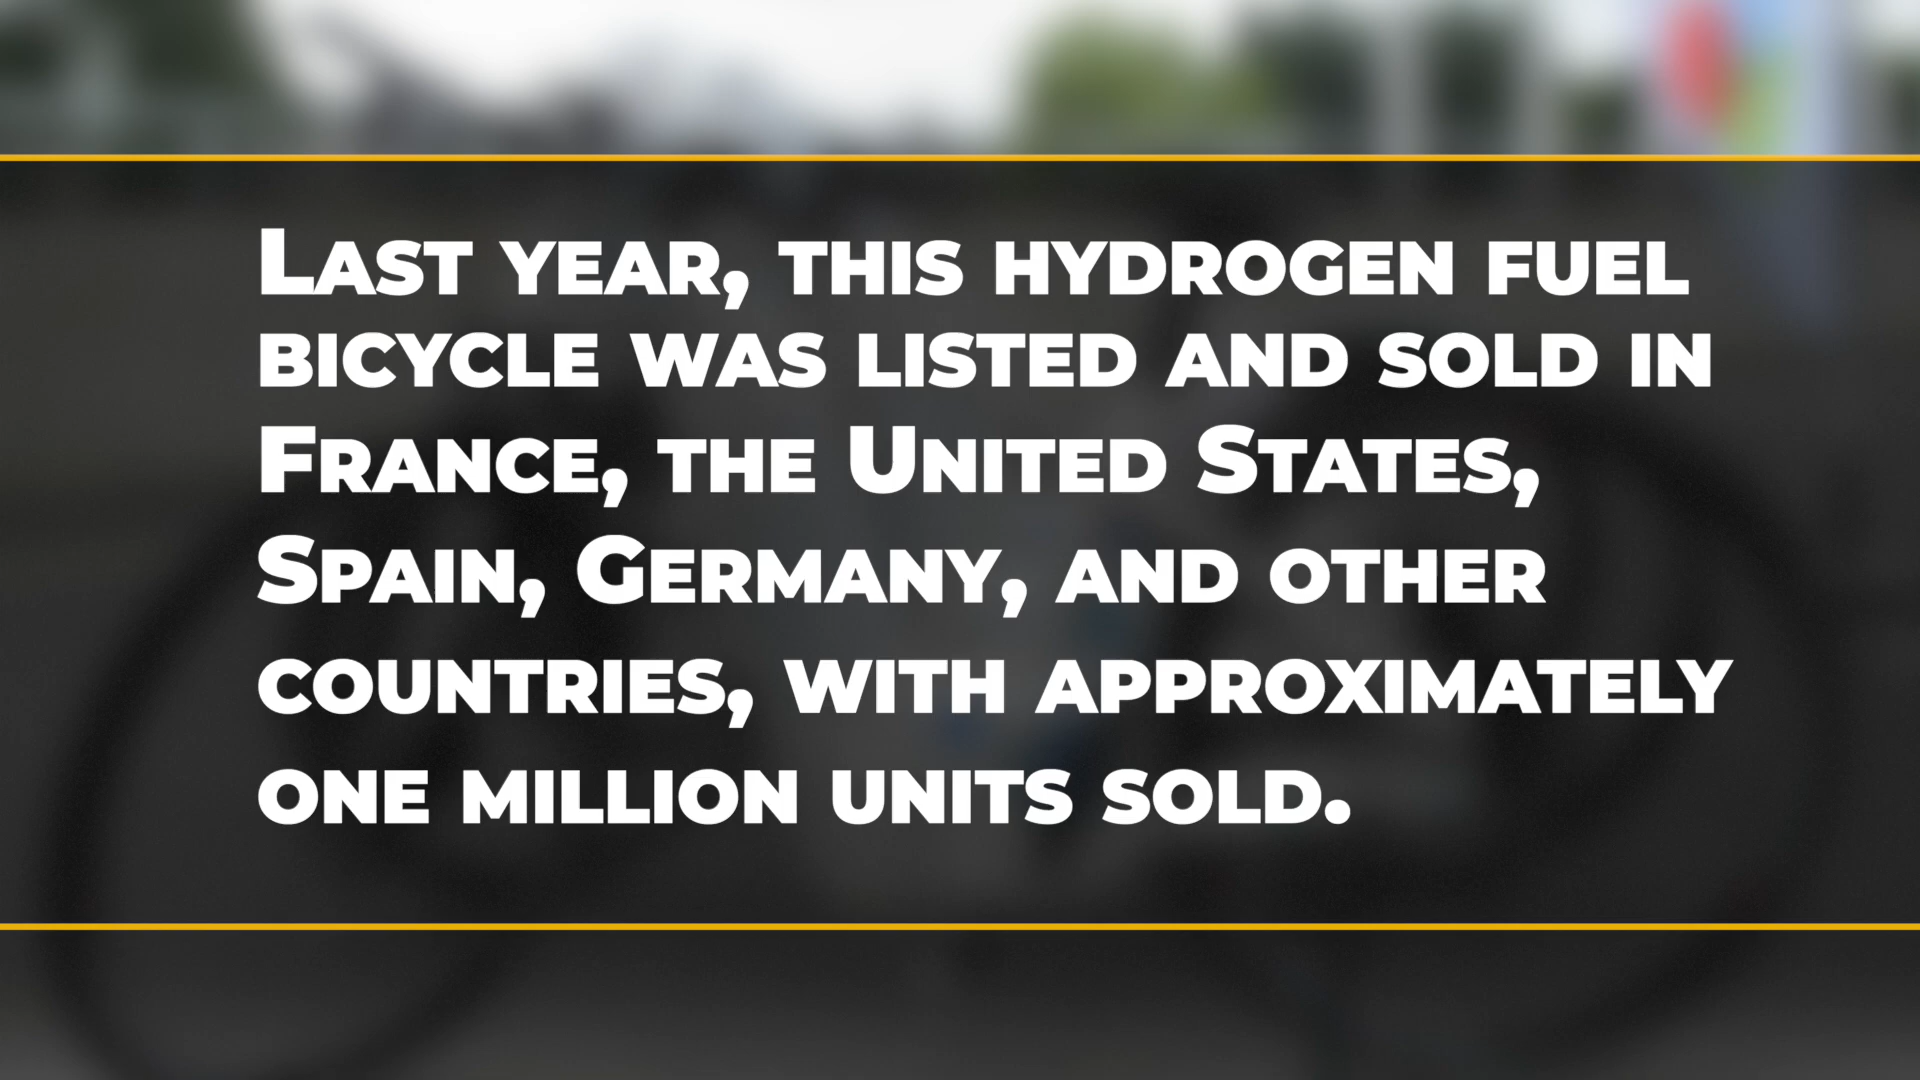 Last year, this hydrogen fuel
bicycle was listed and sold in
France, the United States,
Spain, Germany, and other
countries, with approximately
one million units sold.